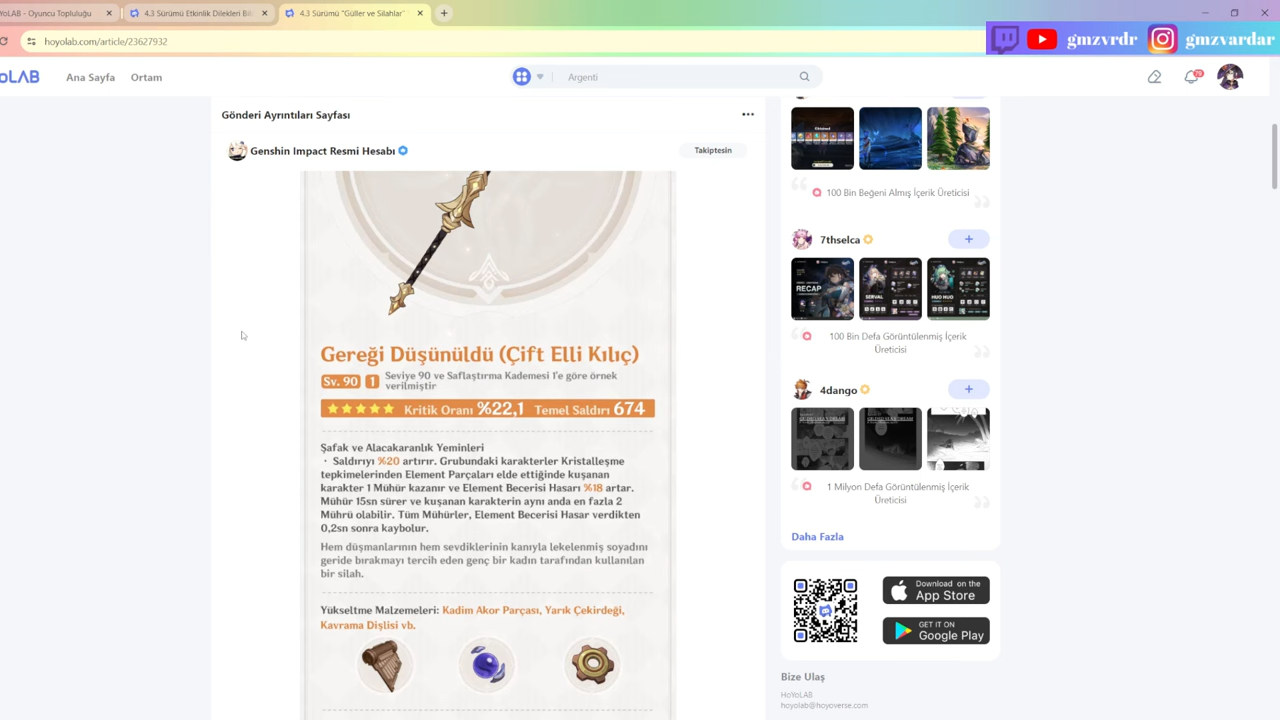 oYoLAB - Oyuncu Topluluğu
4.3 Sürümü Etkinlik Dilekleri Bi
4.3 Sürümü "Güller ve Silahlar"
hoyolab.com/article/23627932
gmzvrdr
gmzvardar
oLAB
Ana Sayfa
Ortam
Argenti
79
Gönderi Ayrıntıları Sayfası
Genshin Impact Resmi Hesabı
Takiptesin
Gereği Düşünüldü (Çift Elli Kılıç)
Sv. 90 1 Seviye 90 ve Saflaştırma Kademesi 1'e göre örnek
verilmiştir
Kritik Oranı %22,1 Temel Saldırı 674
Şafak ve Alacakaranlık Yeminleri
· Saldırıyı %20 artırır. Grubundaki karakterler Kristalleşme
tepkimelerinden Element Parçaları elde ettiğinde kuşanan
karakter 1 Mühür kazanır ve Element Becerisi Hasarı %18 artar.
Mühür 15sn sürer ve kuşanan karakterin aynı anda en fazla 2
Mührü olabilir. Tüm Mühürler, Element Becerisi Hasar verdikten
0,2sn sonra kaybolur.
Hem düşmanlarının hem sevdiklerinin kanıyla lekelenmiş soyadını
geride bırakmayı tercih eden genç bir kadın tarafından kullanılan
bir silah.
Yükseltme Malzemeleri: Kadim Akor Parçası, Yarık Çekirdeği,
Kavrama Dişlisi vb.
100 Bin Beğeni Almış İçerik Üreticisi
7thselca
RECAP
SERVAL
HUO HUO
100 Bin Defa Görüntülenmiş İçerik
Üreticisi
4dango
1 Milyon Defa Görüntülenmiş İçerik
Üreticisi
Daha Fazla
Download on the
App Store
GET IT ON
Google Play
Bize Ulaş
HoYoLAB
hoyolab@hoyoverse.com